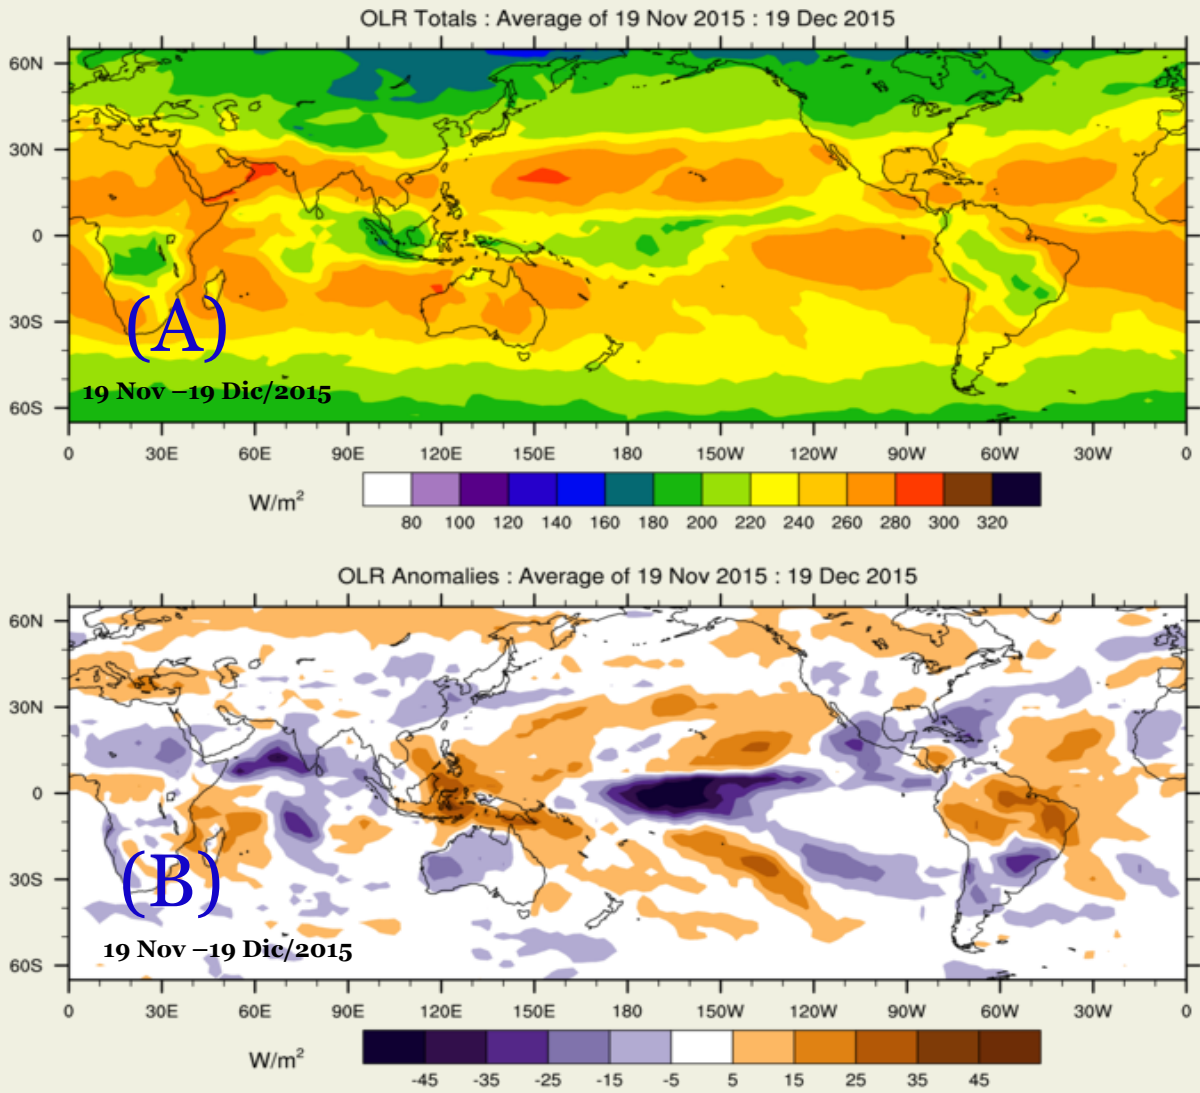 OLR Totals : Average of 19 Nov 2015 : 19 Dec 2015
60N
30N
0
30S
60S
(A)
19 Nov –19 Dic/2015
0 30E 60E 90E 120E 150E 180 150W 120W 90W 60W 30W 0
W/m²
80 100 120 140 160 180 200 220 240 260 280 300 320
OLR Anomalies : Average of 19 Nov 2015 : 19 Dec 2015
60N
30N
0
30S
60S
(B)
19 Nov –19 Dic/2015
0 30E 60E 90E 120E 150E 180 150W 120W 90W 60W 30W 0
W/m²
-45 -35 -25 -15 -5 5 15 25 35 45